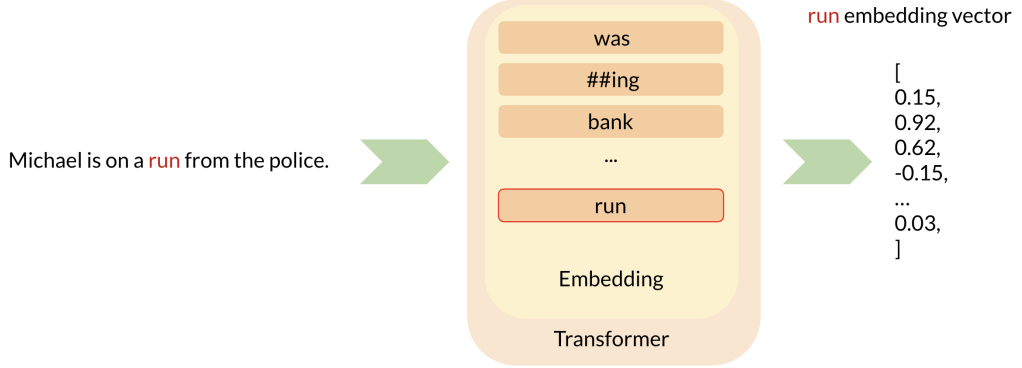 Michael is on a run from the police.
was
##ing
bank
...
run
Embedding
Transformer
run embedding vector
[
0.15,
0.92,
0.62,
-0.15,
...
0.03,
]